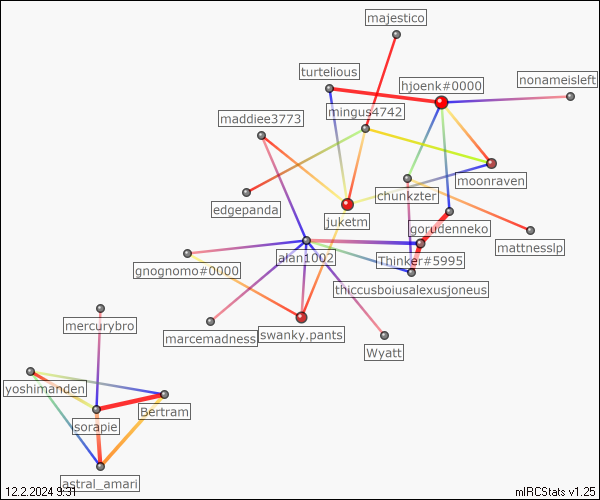 majestico
turtelious
hjoenk#0000
nonameisleft
mingus4742
maddiee3773
moonraven
chunkzter
edgepanda
juketm
gorudenneko
mattnesslp
alan1002
Thinker#5995
gnognomo#0000
thiccusboiusalexusjoneus
mercurybro
marcemadness
swanky.pants
Wyatt
yoshimanden
Bertram
sorapie
astral_amari
12.2.2024 9:31
mIRCStats v1.25